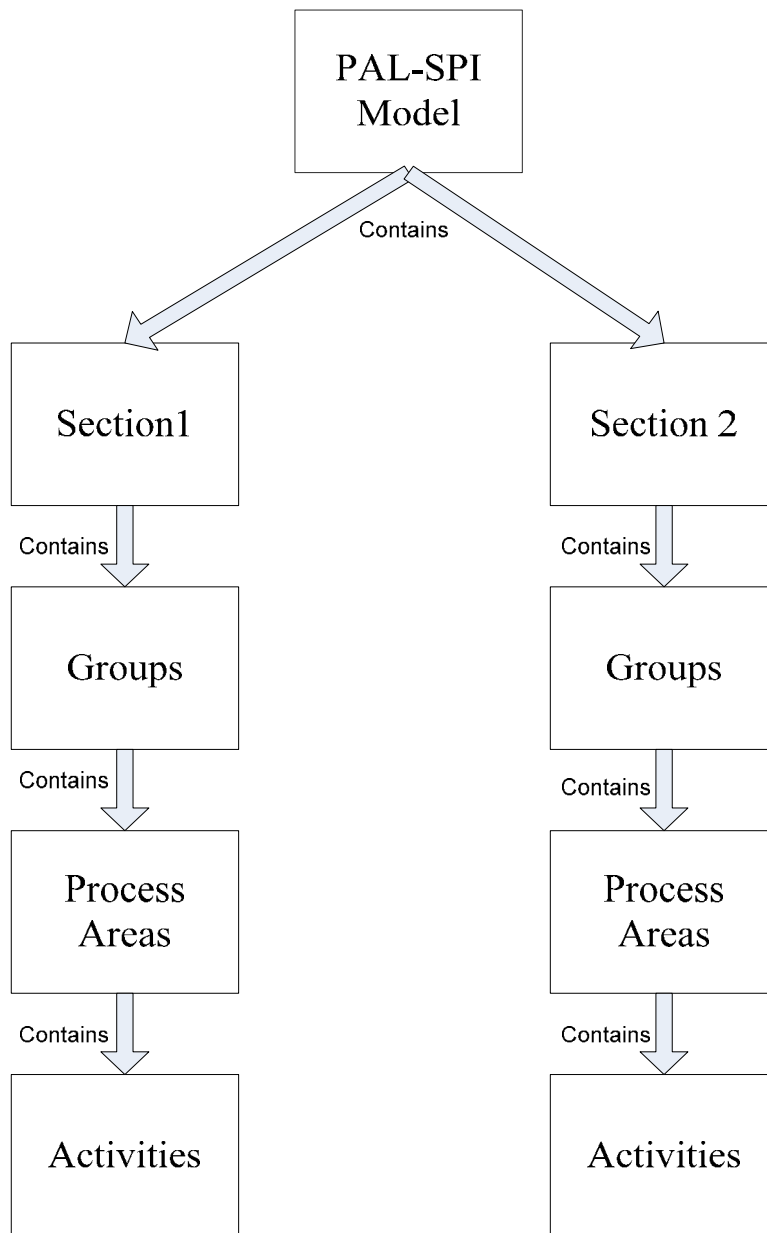 PAL-SPI
Model
Contains
Section1
Section 2
Contains
Contains
Groups
Groups
Contains
Contains
Process
Areas
Process
Areas
Contains
Contains
Activities
Activities